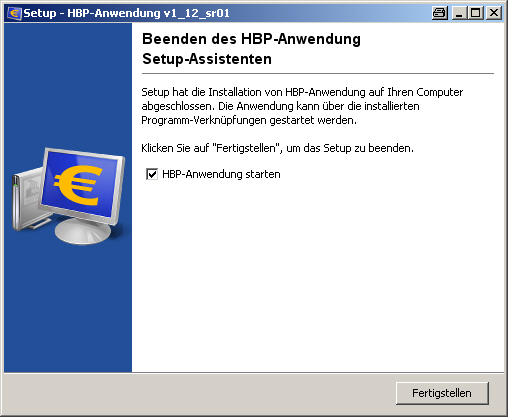 Setup - HBP-Anwendung v1_12_sr01
Beenden des HBP-Anwendung
Setup-Assistenten
Setup hat die Installation von HBP-Anwendung auf Ihren Computer
abgeschlossen. Die Anwendung kann über die installierten
Programm-Verknüpfungen gestartet werden.
Klicken Sie auf "Fertigstellen", um das Setup zu beenden.
HBP-Anwendung starten
€
Fertigstellen